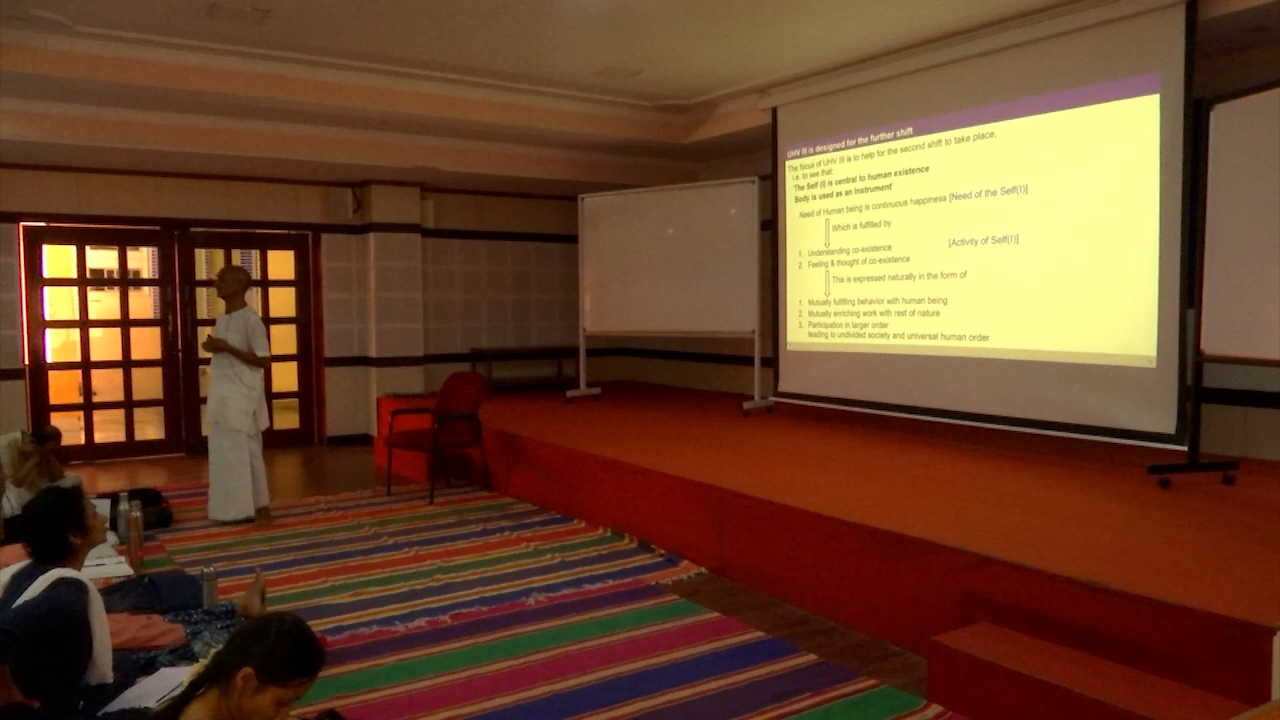 UHV III is designed for the further shift
The focus of UHV III is to help for the second shift to take place,
i.e. to see that:
'The Self (I) is central to human existence
Body is used as an Instrument'
Need of Human being is continuous happiness [Need of the Self(I)]
Which is fulfilled by
1. Understanding co-existence [Activity of Self(I)]
2. Feeling & thought of co-existence
This is expressed naturally in the form of
1. Mutually fulfilling behavior with human being
2. Mutually enriching work with rest of nature
3. Participation in larger order
leading to undivided society and universal human order